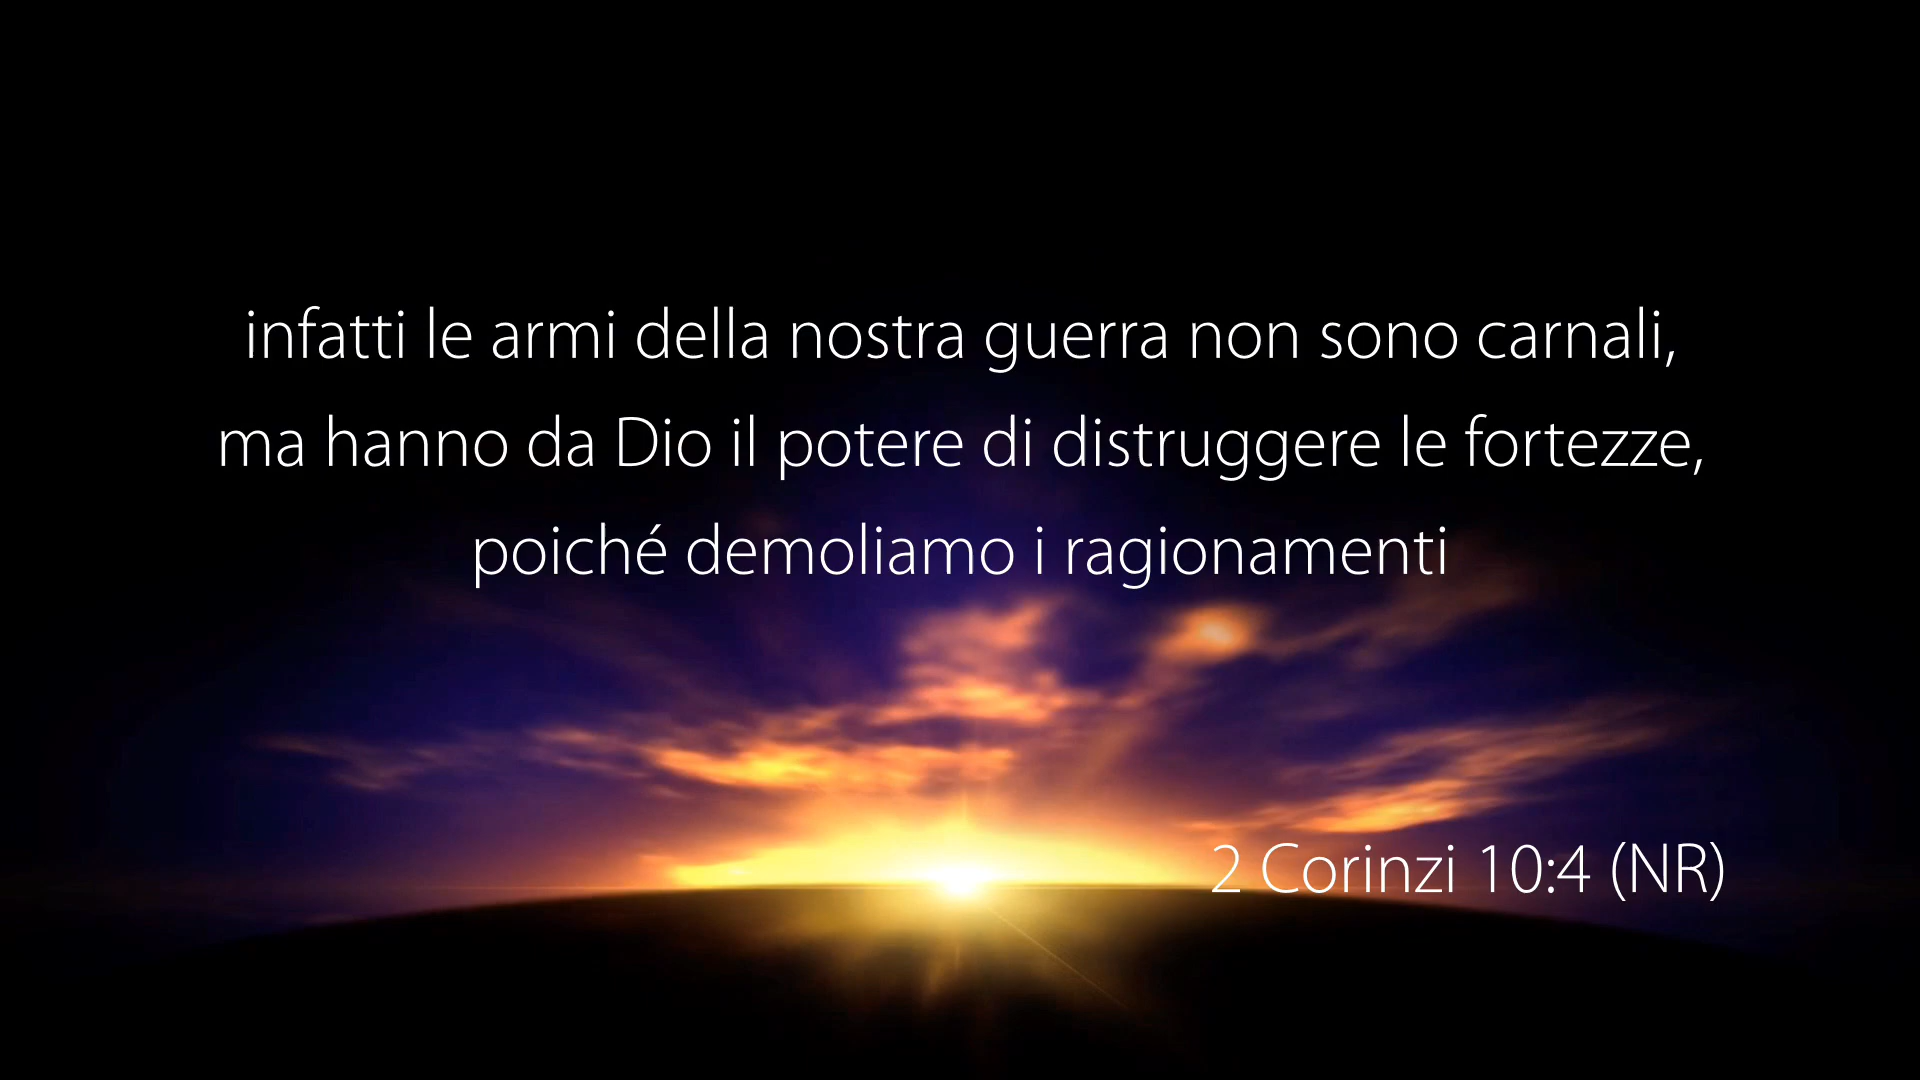 infatti le armi della nostra guerra non sono carnali,
ma hanno da Dio il potere di distruggere le fortezze,
poiché demoliamo i ragionamenti
2 Corinzi 10:4 (NR)